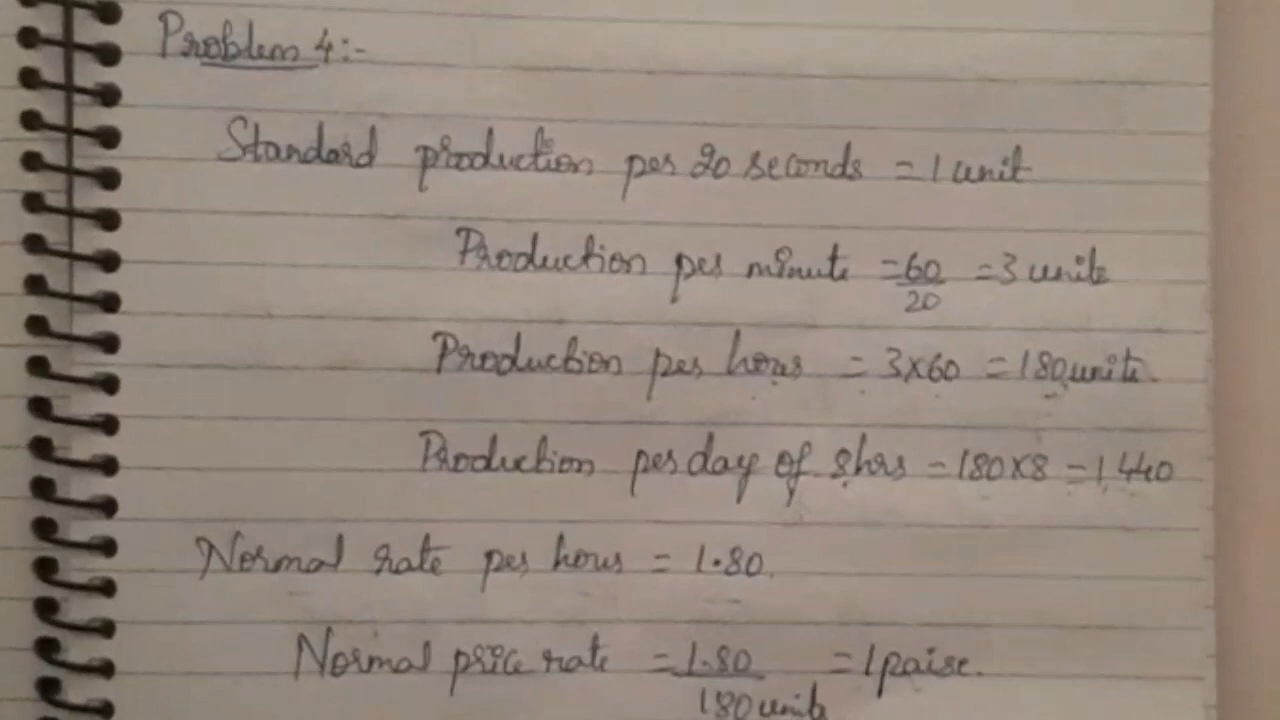 Problem 4:-
Standard production per 20 seconds = 1 unit
Production per minute = 60/20 = 3 units
Production per hour = 3x60 = 180 units.
Production per day of 8hrs - 180x8 = 1,440
Normal rate per hour = 1.80.
Normal price rate = 1.80/180 units = 1 paise.